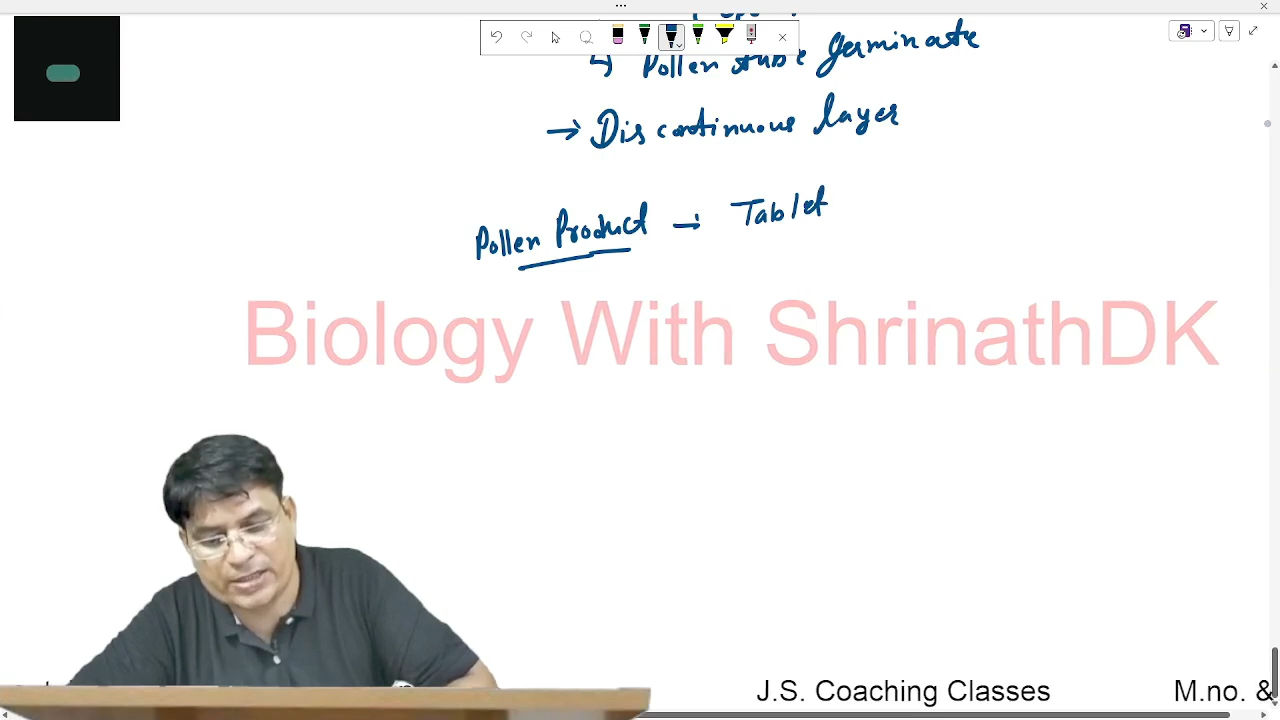 Pollen tube germinate
→ Discontinuous layer
Pollen Product → Tablet
Biology With ShrinathDK
J.S. Coaching Classes
M.no. &